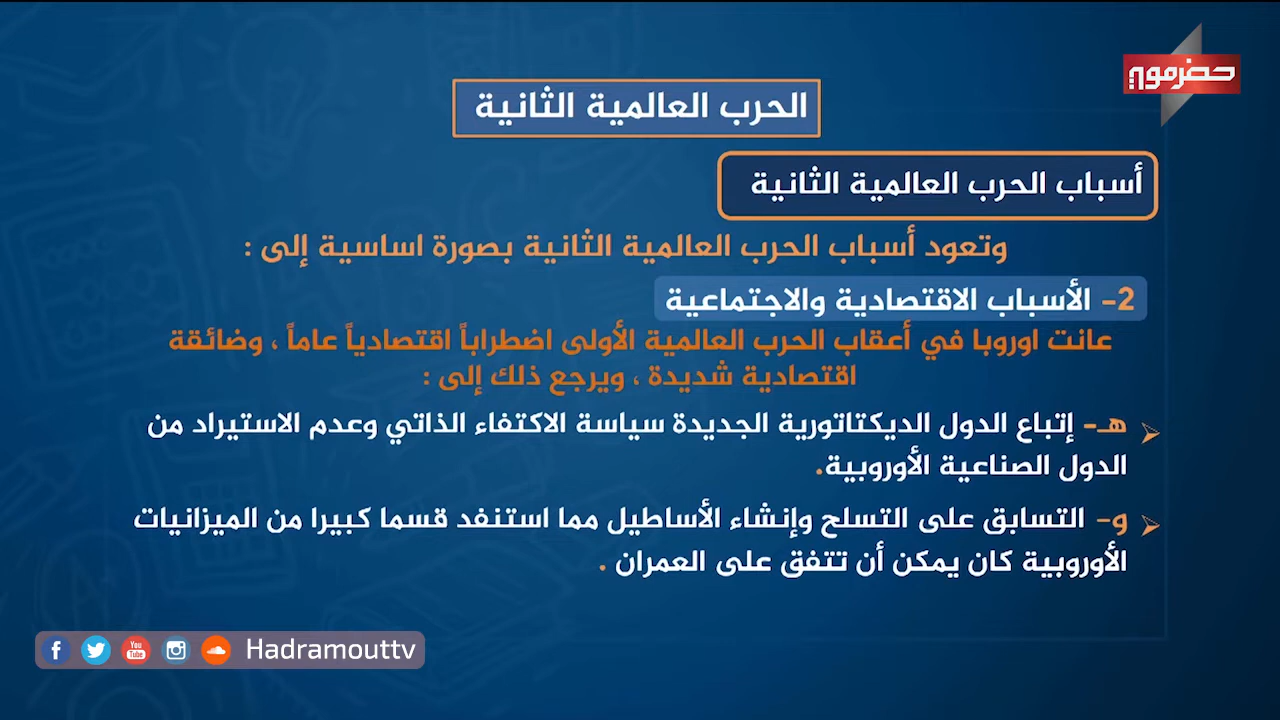 حضرموت
الحرب العالمية الثانية
أسباب الحرب العالمية الثانية
وتعود أسباب الحرب العالمية الثانية بصورة اساسية إلى :
2- الأسباب الاقتصادية والاجتماعية
عانت اوروبا في أعقاب الحرب العالمية الأولى اضطراباً اقتصادياً عاماً ، وضائقة
اقتصادية شديدة ، ويرجع ذلك إلى :
هـ- إتباع الدول الديكتاتورية الجديدة سياسة الاكتفاء الذاتي وعدم الاستيراد من
الدول الصناعية الأوروبية.
و- التسابق على التسلح وإنشاء الأساطيل مما استنفد قسما كبيرا من الميزانيات
الأوروبية كان يمكن أن تتفق على العمران .
Hadramouttv